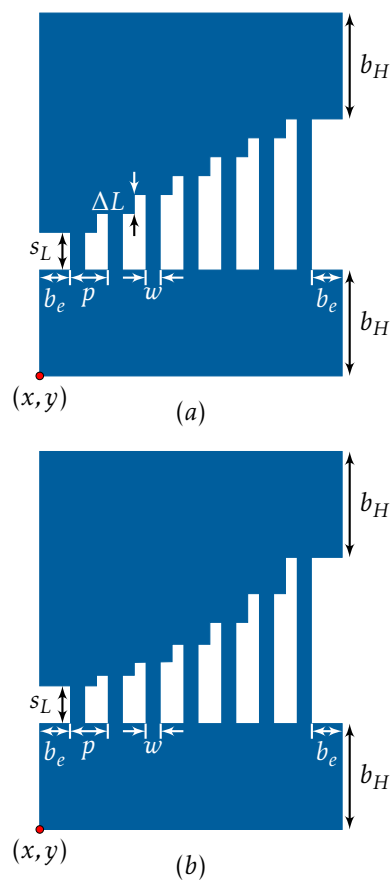 b_H
ΔL
s_L
b_e p w b_e
b_H
(x, y)
(a)
b_H
s_L
b_e p w b_e
b_H
(x, y)
(b)